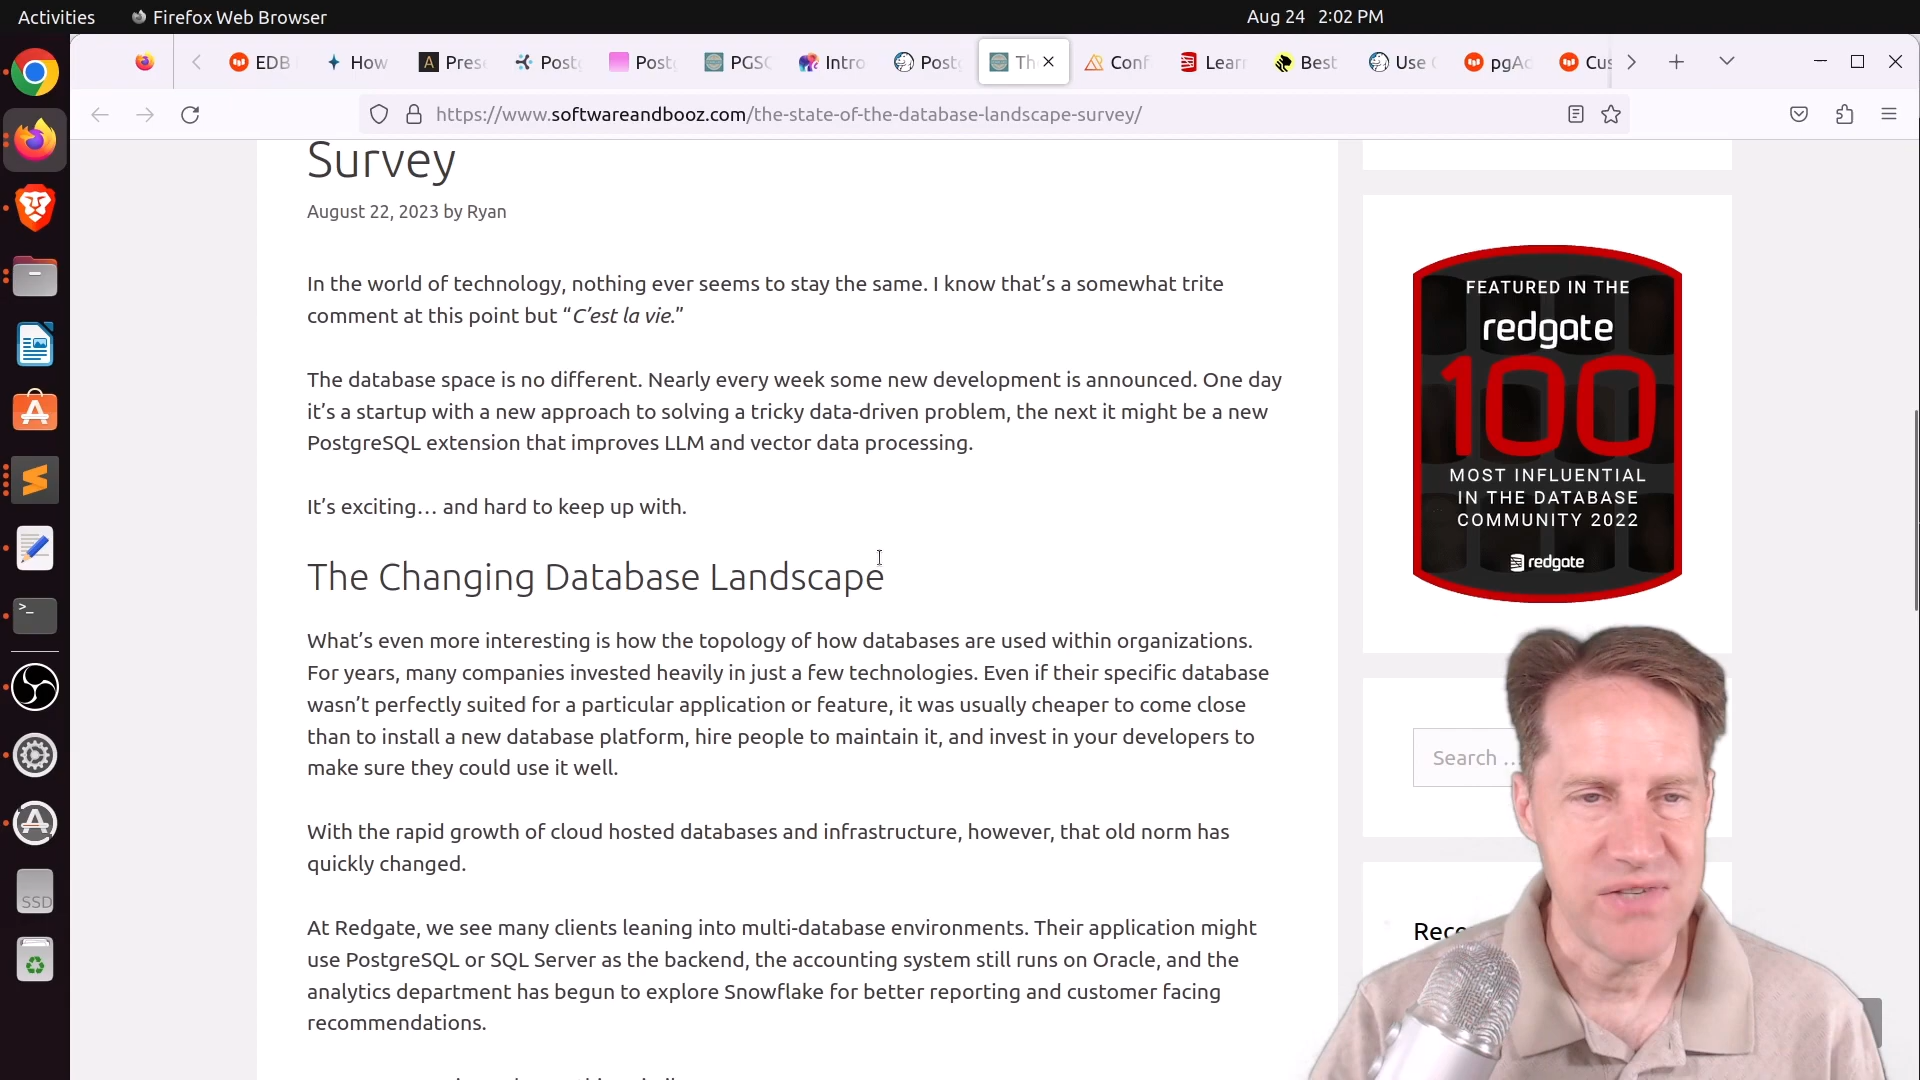 Activities
Firefox Web Browser
Aug 24 2:02 PM
EDB
How
Prese
Postg
Postg
PGSQ
Intro
Postg
Th
Conf
Lear
Best
Use
pgAd
Cus
https://www.softwareandbooz.com/the-state-of-the-database-landscape-survey/
Survey
August 22, 2023 by Ryan
In the world of technology, nothing ever seems to stay the same. I know that’s a somewhat trite
comment at this point but “C’est la vie.”
The database space is no different. Nearly every week some new development is announced. One day
it’s a startup with a new approach to solving a tricky data-driven problem, the next it might be a new
PostgreSQL extension that improves LLM and vector data processing.
It’s exciting… and hard to keep up with.
The Changing Database Landscape
What’s even more interesting is how the topology of how databases are used within organizations.
For years, many companies invested heavily in just a few technologies. Even if their specific database
wasn’t perfectly suited for a particular application or feature, it was usually cheaper to come close
than to install a new database platform, hire people to maintain it, and invest in your developers to
make sure they could use it well.
With the rapid growth of cloud hosted databases and infrastructure, however, that old norm has
quickly changed.
At Redgate, we see many clients leaning into multi-database environments. Their application might
use PostgreSQL or SQL Server as the backend, the accounting system still runs on Oracle, and the
analytics department has begun to explore Snowflake for better reporting and customer facing
recommendations.
FEATURED IN THE
redgate
100
MOST INFLUENTIAL
IN THE DATABASE
COMMUNITY 2022
redgate
Search …
Rece
SSD